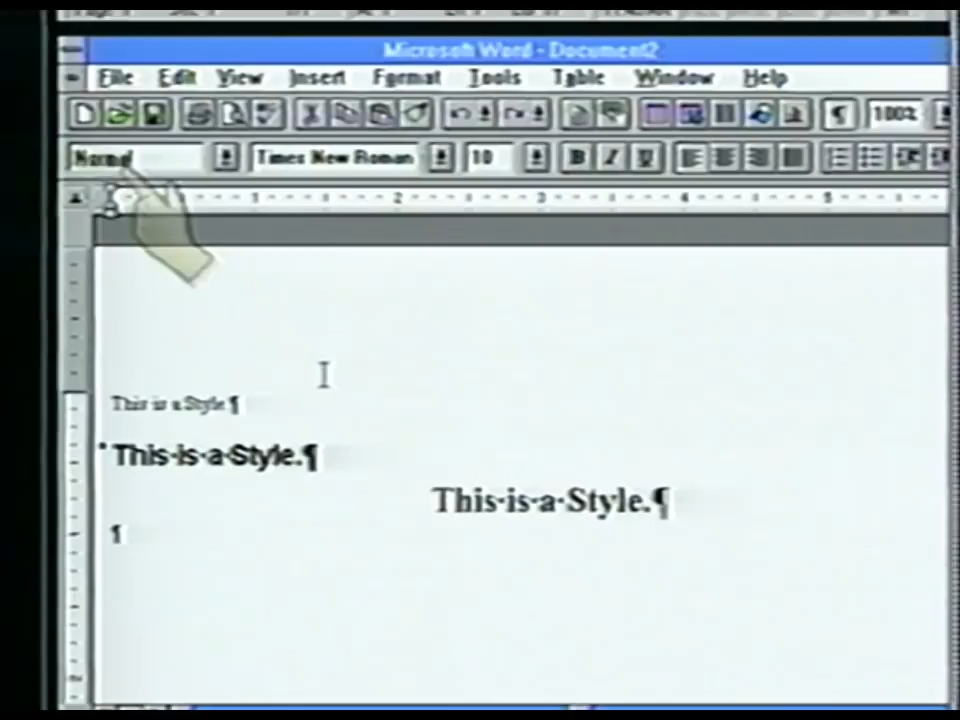 Microsoft Word - Document2
File Edit View Insert Format Tools Table Window Help
100%
Normal Times New Roman 10 B I U
1 2 3 4 5
This is a Style.¶
This·is·a·Style.¶
This·is·a·Style.¶
¶